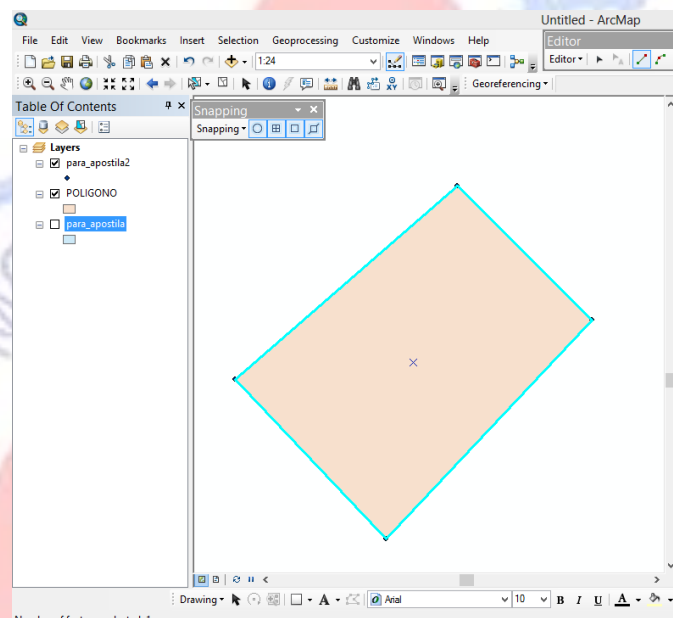 Untitled - ArcMap
File Edit View Bookmarks Insert Selection Geoprocessing Customize Windows Help
Editor
1:24
Editor
Georeferencing
Table Of Contents
Snapping
Snapping
Layers
para_apostila2
POLIGONO
para_apostila
Drawing
A
Arial
10
B I U A